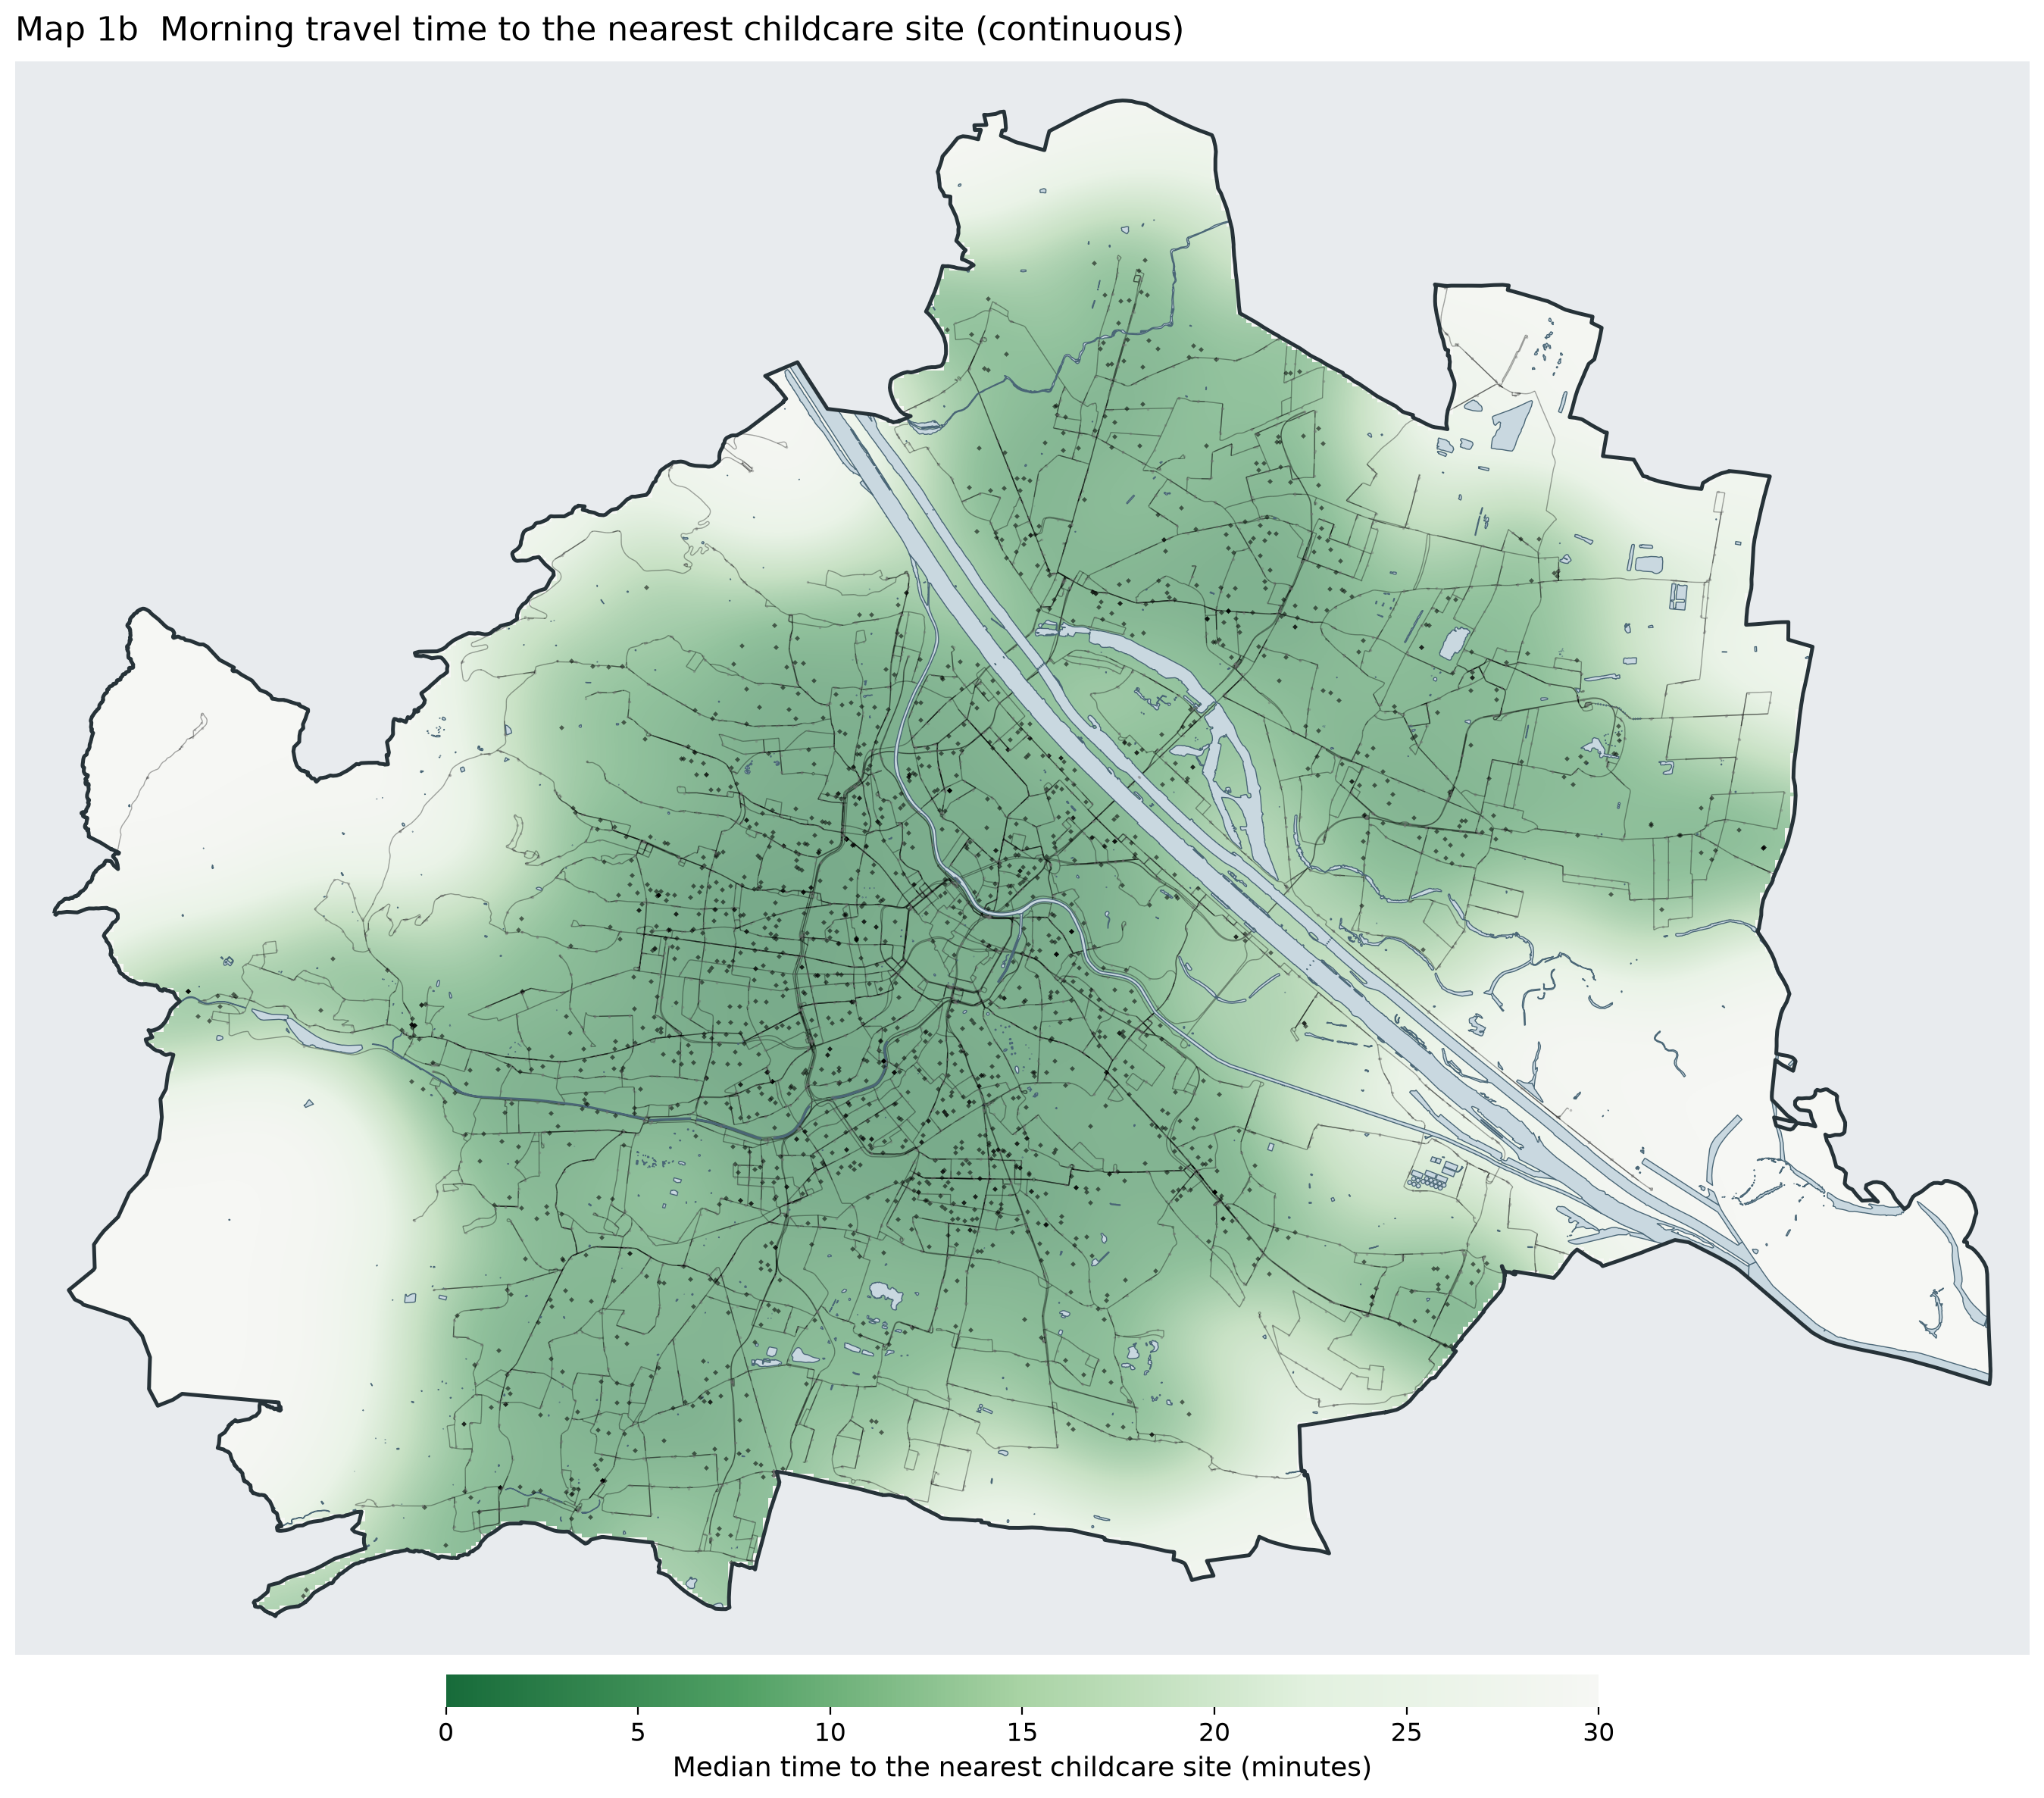 Map 1b  Morning travel time to the nearest childcare site (continuous)
0 5 10 15 20 25 30
Median time to the nearest childcare site (minutes)